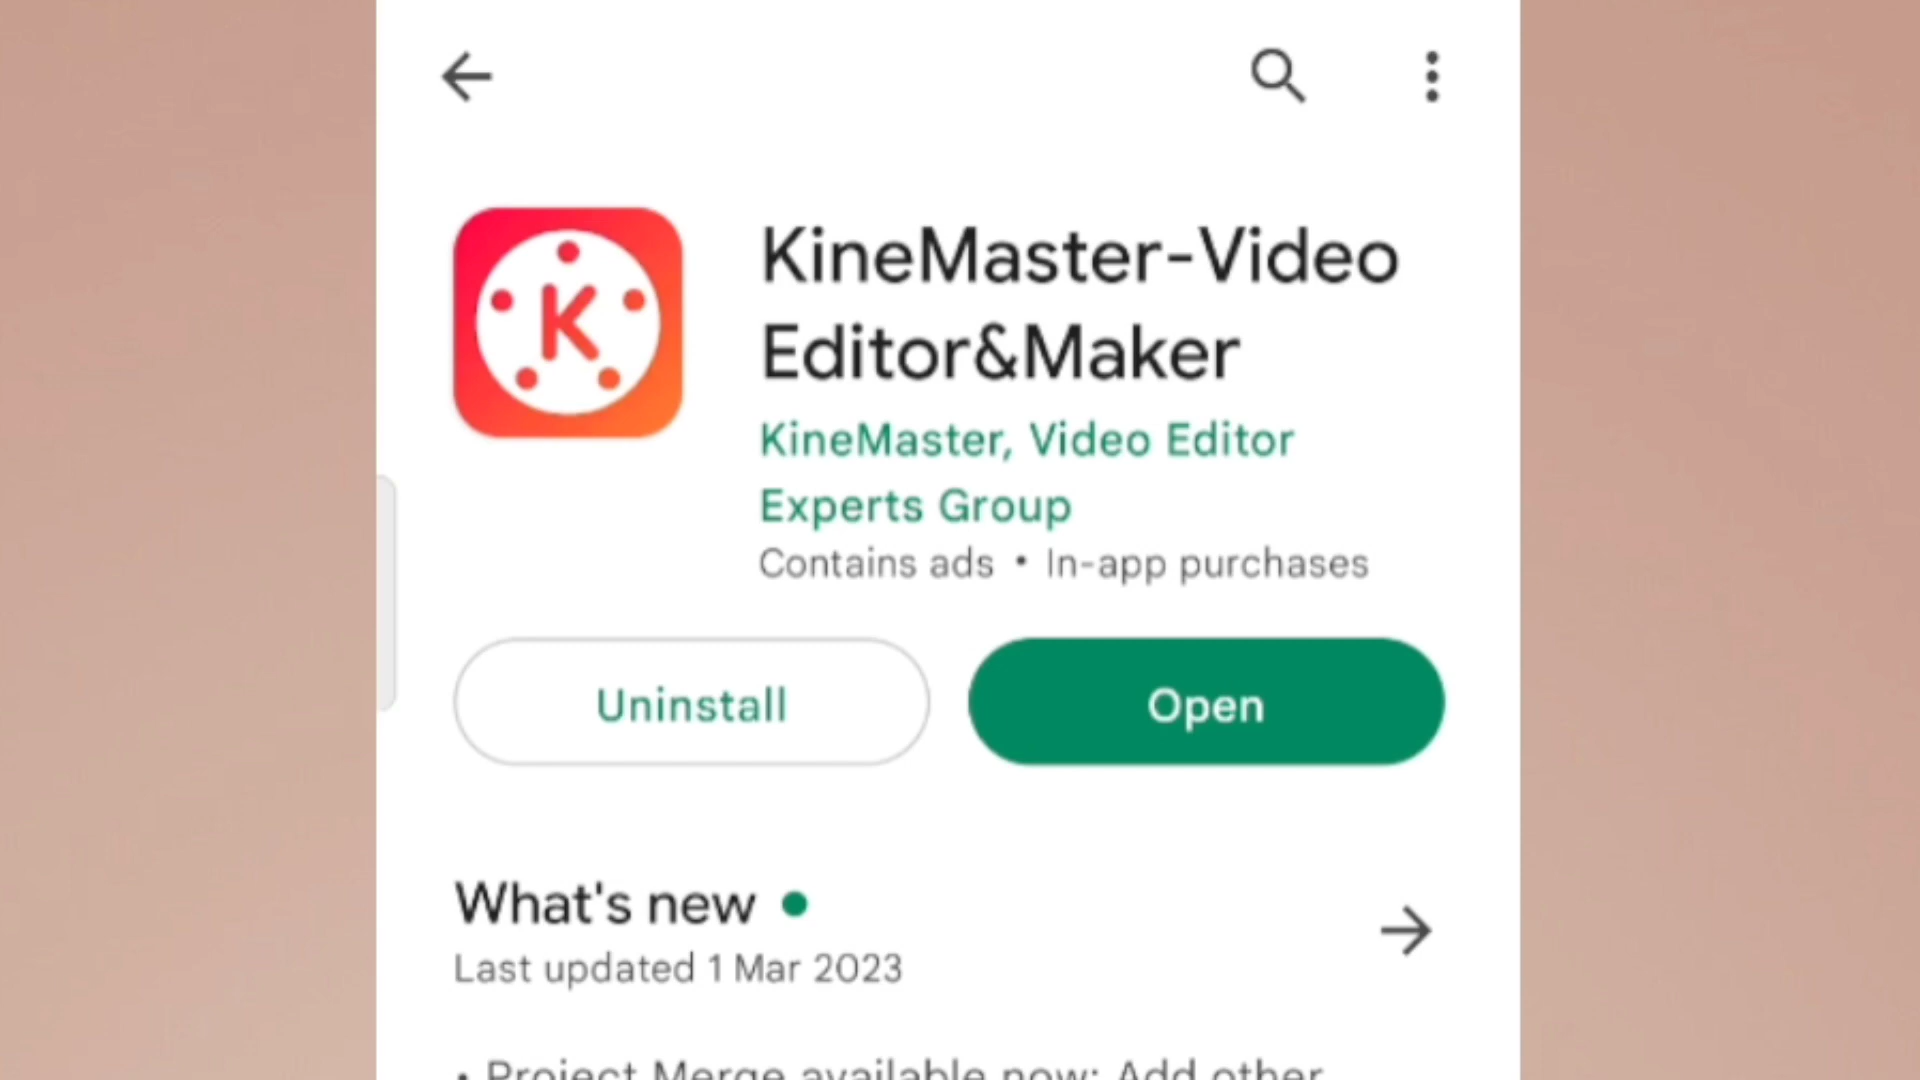 K
KineMaster-Video
Editor&Maker
KineMaster, Video Editor
Experts Group
Contains ads • In-app purchases
Uninstall
Open
What's new
Last updated 1 Mar 2023
• Project Merge available now: Add other